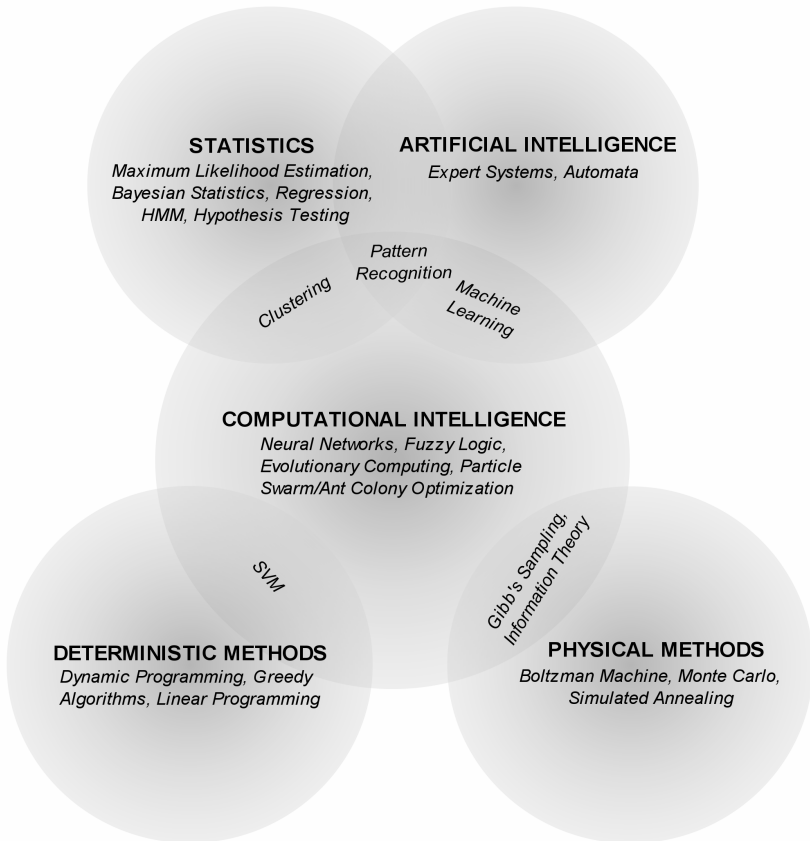 STATISTICS
Maximum Likelihood Estimation,
Bayesian Statistics, Regression,
HMM, Hypothesis Testing
ARTIFICIAL INTELLIGENCE
Expert Systems, Automata
Pattern
Recognition
Clustering
Machine
Learning
COMPUTATIONAL INTELLIGENCE
Neural Networks, Fuzzy Logic,
Evolutionary Computing, Particle
Swarm/Ant Colony Optimization
SVM
Gibb's Sampling,
Information Theory
DETERMINISTIC METHODS
Dynamic Programming, Greedy
Algorithms, Linear Programming
PHYSICAL METHODS
Boltzman Machine, Monte Carlo,
Simulated Annealing